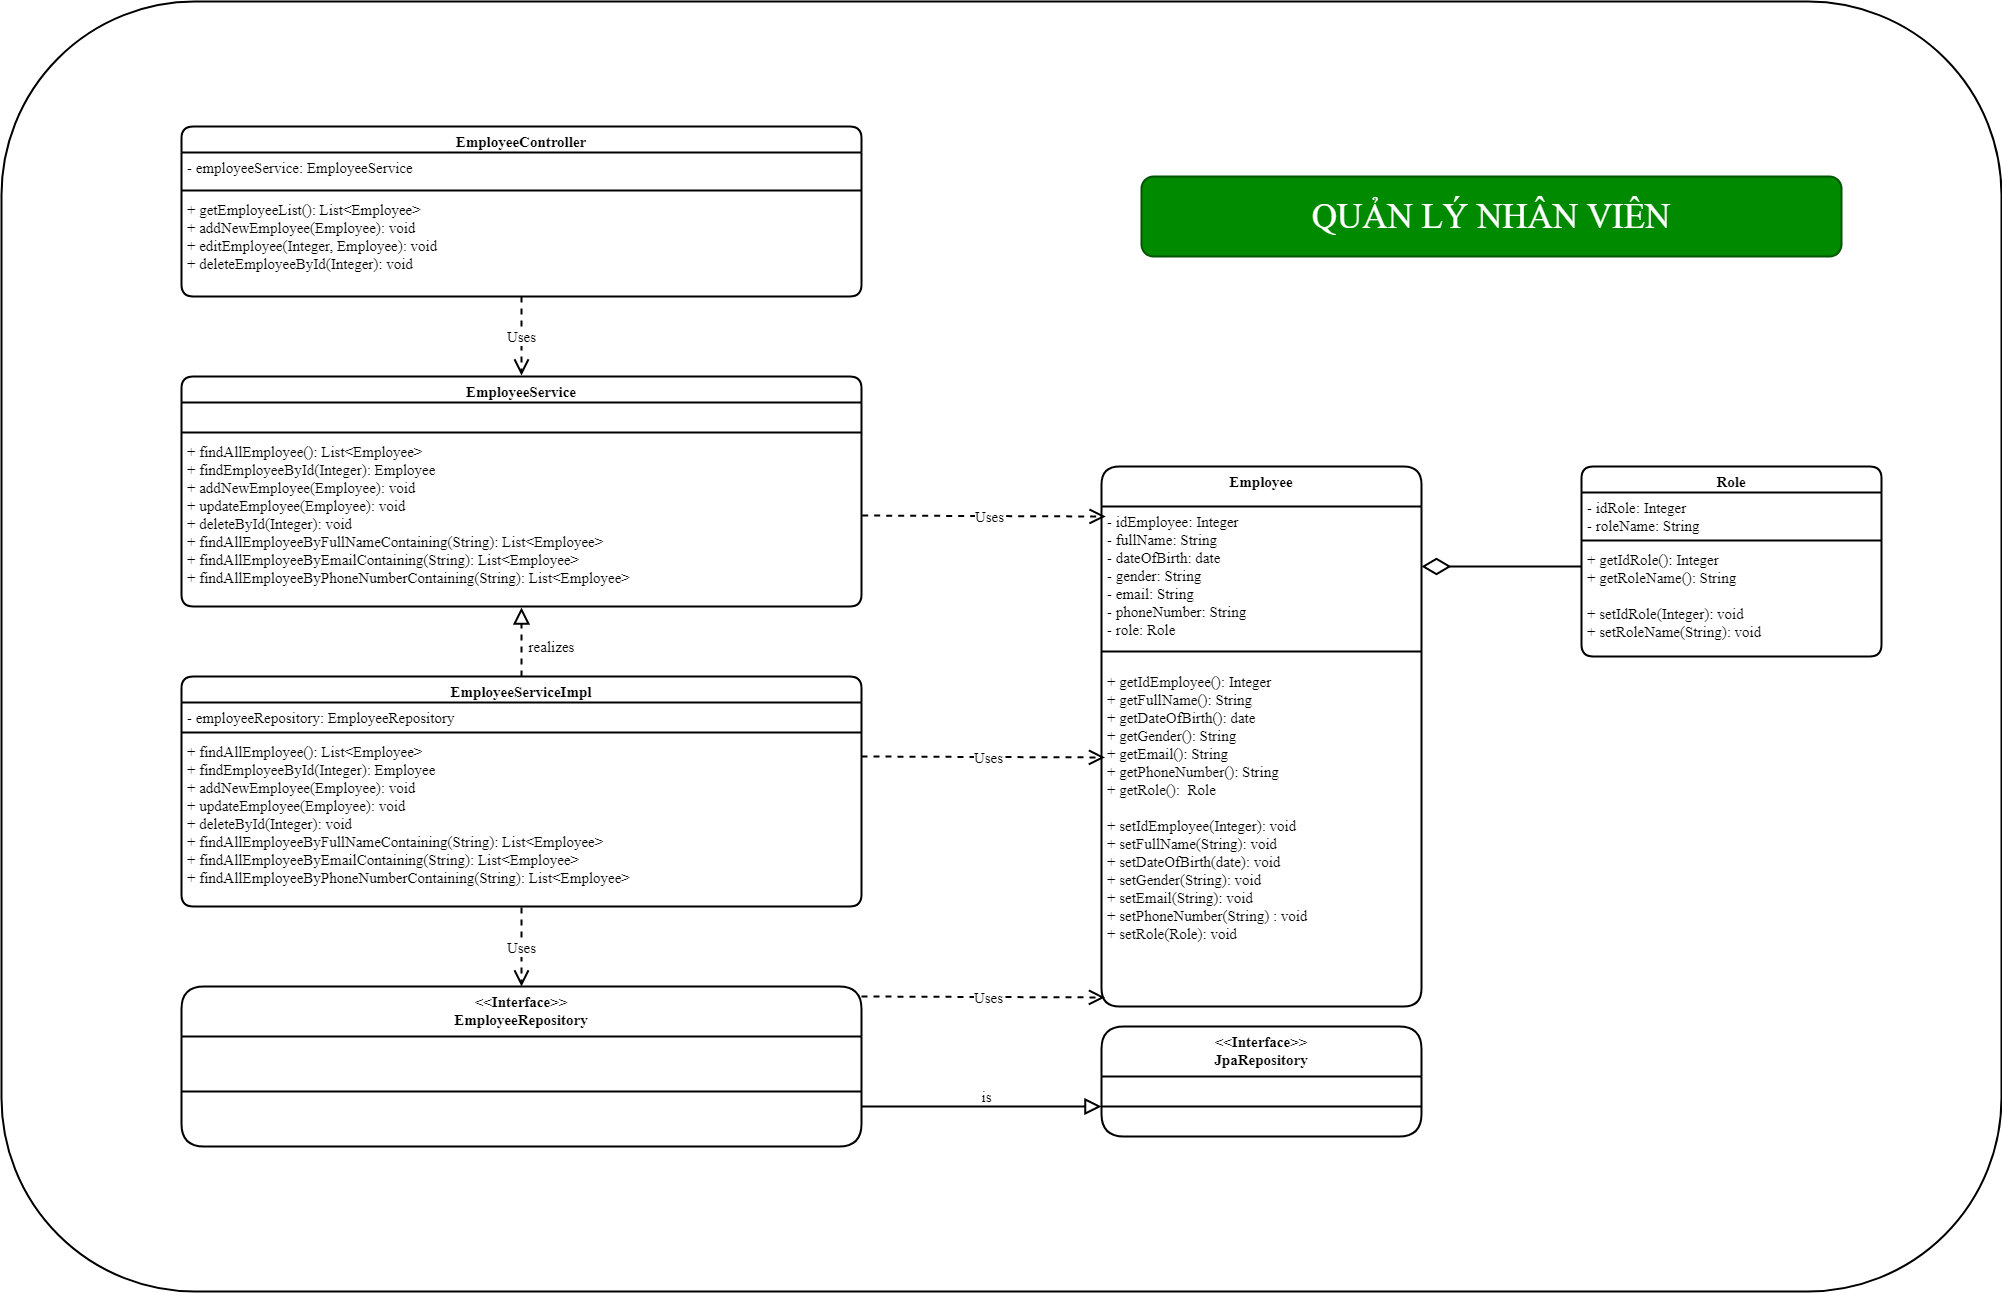 EmployeeController
- employeeService: EmployeeService
+ getEmployeeList(): List<Employee>
+ addNewEmployee(Employee): void
+ editEmployee(Integer, Employee): void
+ deleteEmployeeById(Integer): void
QUẢN LÝ NHÂN VIÊN
Uses
EmployeeService
+ findAllEmployee(): List<Employee>
+ findEmployeeById(Integer): Employee
+ addNewEmployee(Employee): void
+ updateEmployee(Employee): void
+ deleteById(Integer): void
+ findAllEmployeeByFullNameContaining(String): List<Employee>
+ findAllEmployeeByEmailContaining(String): List<Employee>
+ findAllEmployeeByPhoneNumberContaining(String): List<Employee>
Uses
realizes
EmployeeServiceImpl
- employeeRepository: EmployeeRepository
+ findAllEmployee(): List<Employee>
+ findEmployeeById(Integer): Employee
+ addNewEmployee(Employee): void
+ updateEmployee(Employee): void
+ deleteById(Integer): void
+ findAllEmployeeByFullNameContaining(String): List<Employee>
+ findAllEmployeeByEmailContaining(String): List<Employee>
+ findAllEmployeeByPhoneNumberContaining(String): List<Employee>
Uses
Uses
<<Interface>>
EmployeeRepository
Uses
is
Employee
- idEmployee: Integer
- fullName: String
- dateOfBirth: date
- gender: String
- email: String
- phoneNumber: String
- role: Role
+ getIdEmployee(): Integer
+ getFullName(): String
+ getDateOfBirth(): date
+ getGender(): String
+ getEmail(): String
+ getPhoneNumber(): String
+ getRole():  Role
+ setIdEmployee(Integer): void
+ setFullName(String): void
+ setDateOfBirth(date): void
+ setGender(String): void
+ setEmail(String): void
+ setPhoneNumber(String) : void
+ setRole(Role): void
<<Interface>>
JpaRepository
Role
- idRole: Integer
- roleName: String
+ getIdRole(): Integer
+ getRoleName(): String
+ setIdRole(Integer): void
+ setRoleName(String): void